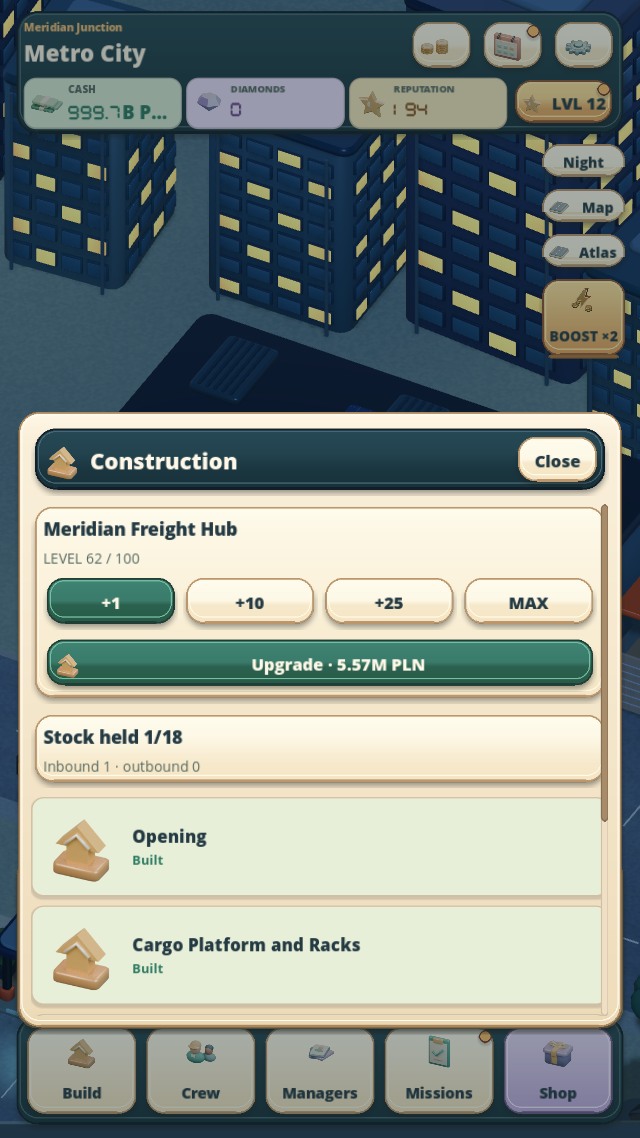 Meridian Junction
Metro City
CASH
999.7B P...
DIAMONDS
0
REPUTATION
194
LVL 12
Night
Map
Atlas
BOOST ×2
Construction
Close
Meridian Freight Hub
LEVEL 62 / 100
+1
+10
+25
MAX
Upgrade · 5.57M PLN
Stock held 1/18
Inbound 1 · outbound 0
Opening
Built
Cargo Platform and Racks
Built
Build
Crew
Managers
Missions
Shop